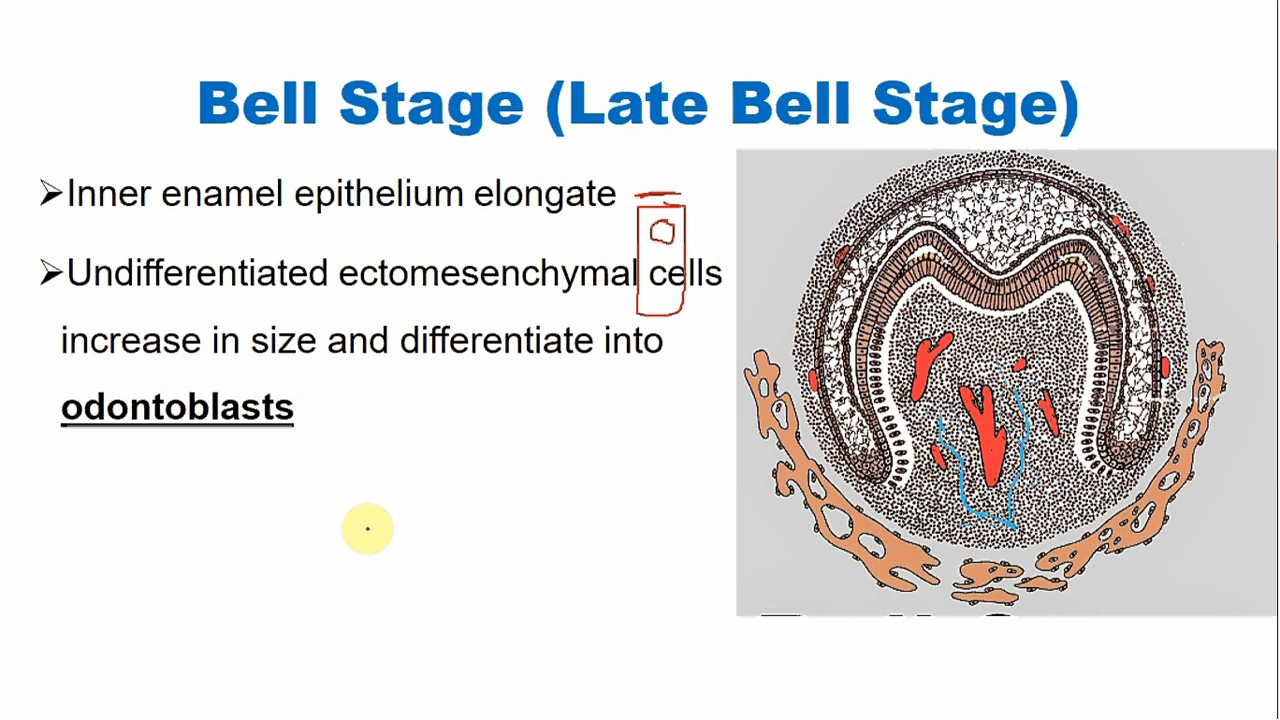 Bell Stage (Late Bell Stage)
➢Inner enamel epithelium elongate
➢Undifferentiated ectomesenchymal cells
increase in size and differentiate into
odontoblasts